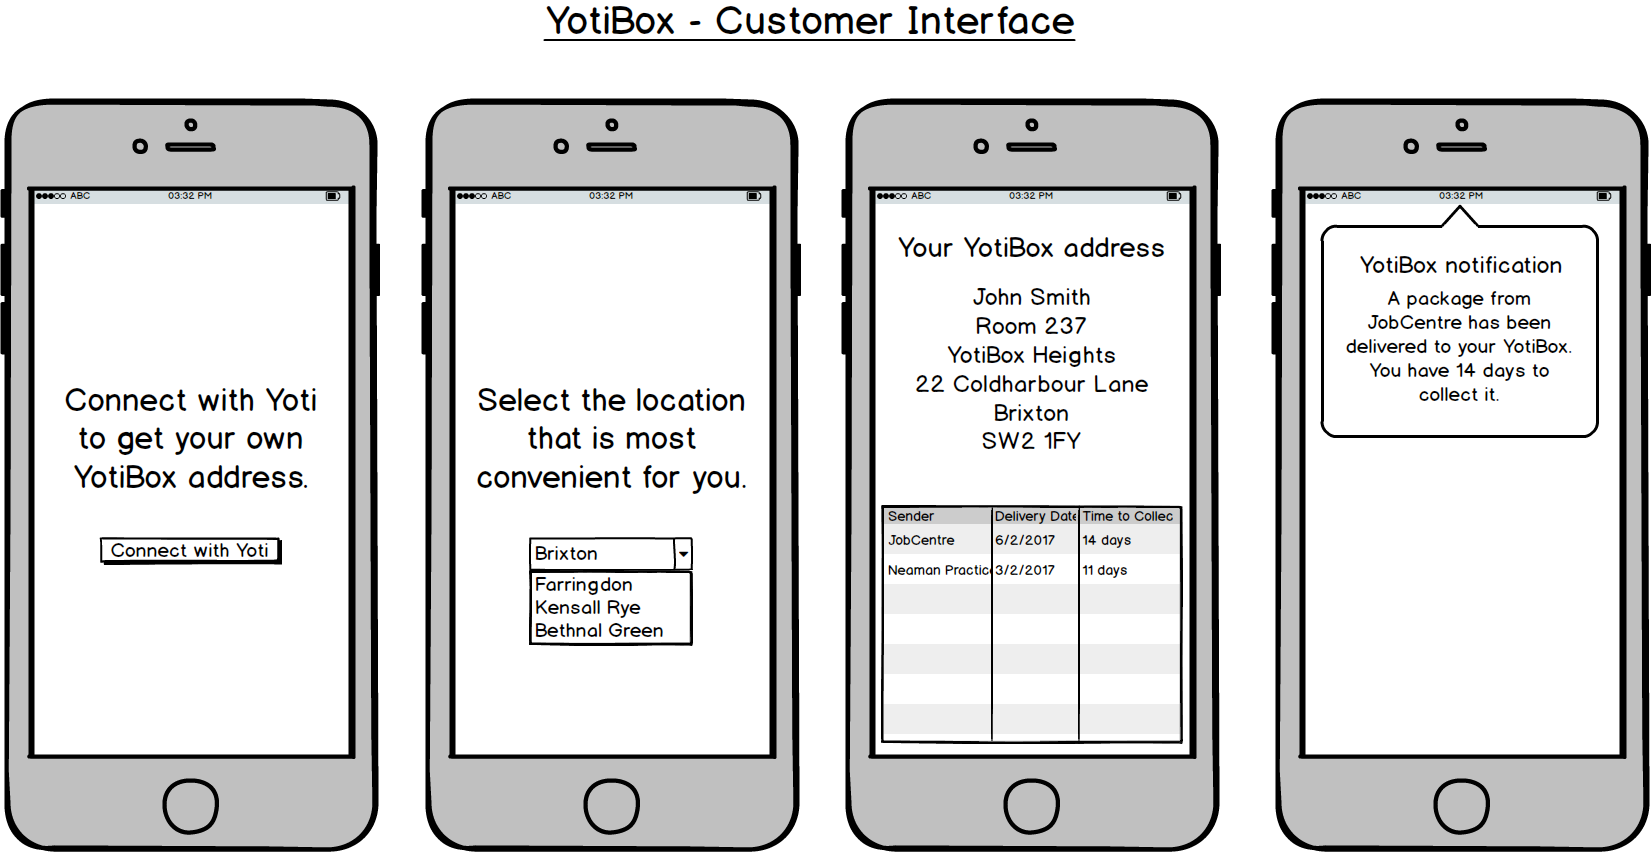 YotiBox - Customer Interface
ABC 03:32 PM
Connect with Yoti
to get your own
YotiBox address.
Connect with Yoti
ABC 03:32 PM
Select the location
that is most
convenient for you.
Brixton
Farringdon
Kensall Rye
Bethnal Green
ABC 03:32 PM
Your YotiBox address
John Smith
Room 237
YotiBox Heights
22 Coldharbour Lane
Brixton
SW2 1FY
Sender Delivery Date Time to Collec
JobCentre 6/2/2017 14 days
Neaman Practic 3/2/2017 11 days
ABC 03:32 PM
YotiBox notification
A package from
JobCentre has been
delivered to your YotiBox.
You have 14 days to
collect it.